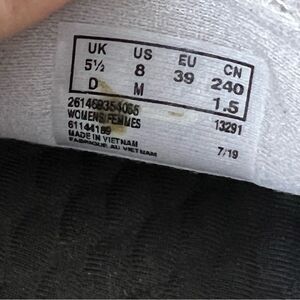 UK US EU CN
5½ 8 39 240
D M 1.5
261469354055
WOMENS/FEMMES 13291
61144169
MADE IN VIETNAM 7/19
FABRIQUE AU VIETNAM